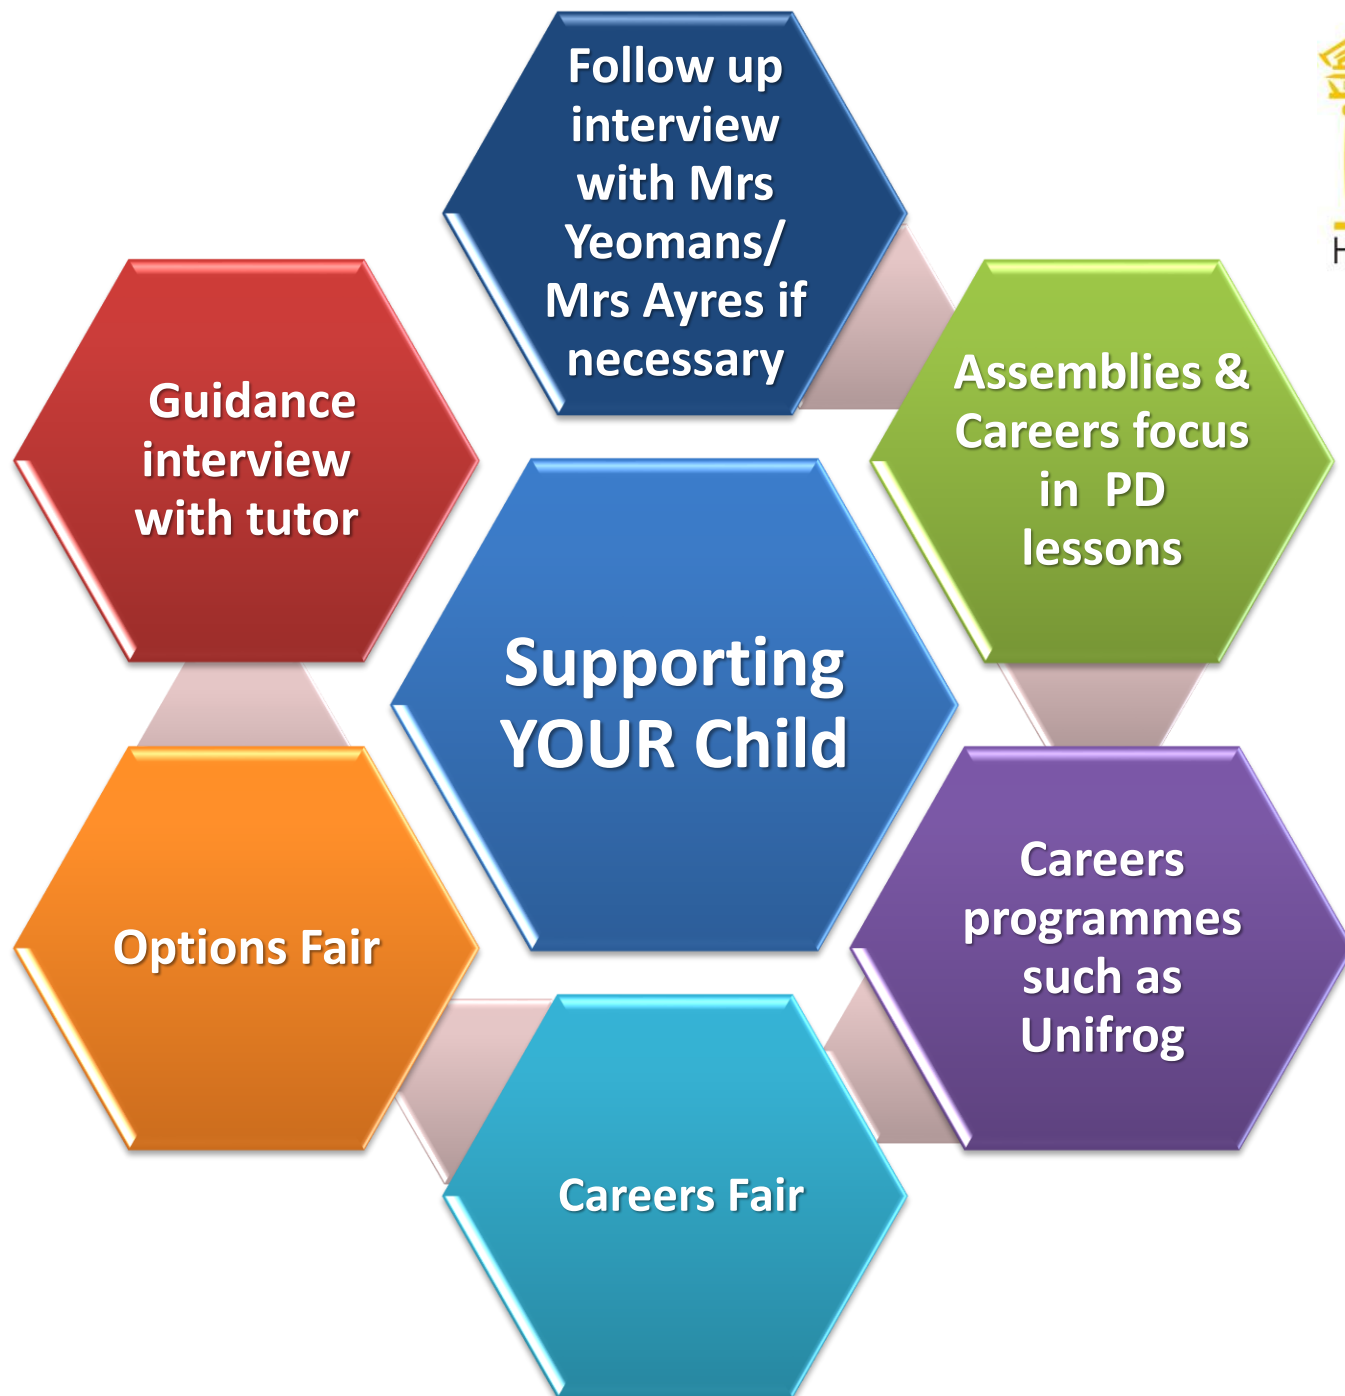 Follow up
interview
with Mrs
Yeomans/
Mrs Ayres if
necessary
Assemblies &
Careers focus
in PD
lessons
Careers
programmes
such as
Unifrog
Careers Fair
Options Fair
Guidance
interview
with tutor
Supporting
YOUR Child
H